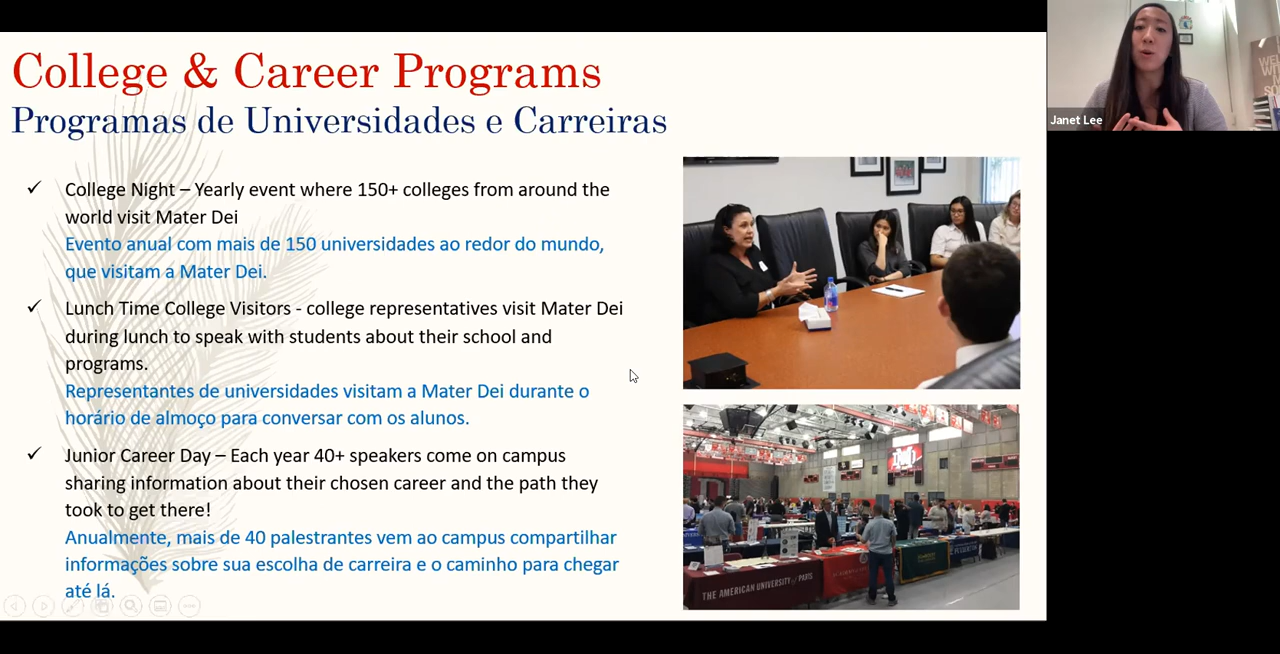 College & Career Programs
Programas de Universidades e Carreiras
College Night – Yearly event where 150+ colleges from around the
world visit Mater Dei
Evento anual com mais de 150 universidades ao redor do mundo,
que visitam a Mater Dei.
Lunch Time College Visitors - college representatives visit Mater Dei
during lunch to speak with students about their school and
programs.
Representantes de universidades visitam a Mater Dei durante o
horário de almoço para conversar com os alunos.
Junior Career Day – Each year 40+ speakers come on campus
sharing information about their chosen career and the path they
took to get there!
Anualmente, mais de 40 palestrantes vem ao campus compartilhar
informações sobre sua escolha de carreira e o caminho para chegar
até lá.
THE AMERICAN UNIVERSITY of PARIS
Janet Lee